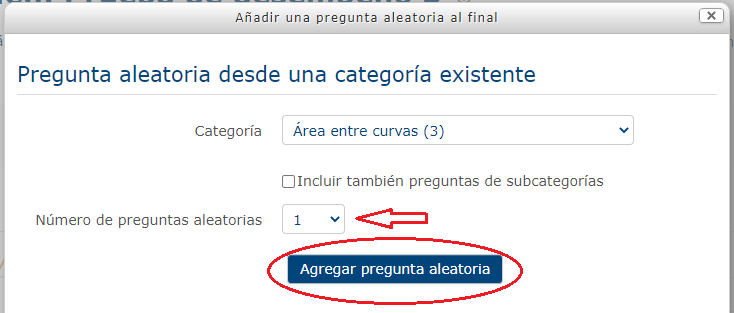 Añadir una pregunta aleatoria al final
Pregunta aleatoria desde una categoría existente
Categoría
Área entre curvas (3)
Incluir también preguntas de subcategorías
Número de preguntas aleatorias
1
Agregar pregunta aleatoria